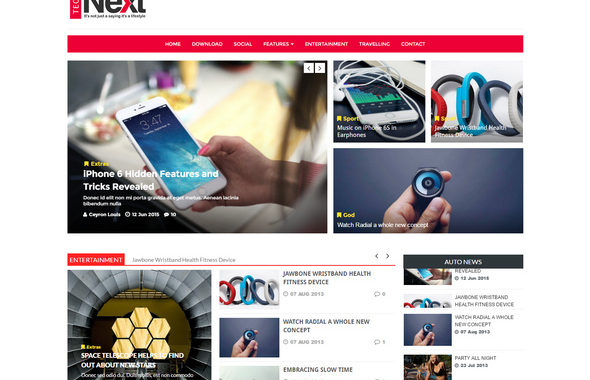 TEC
Next
It's not just a saying it's a lifestyle
HOME DOWNLOAD SOCIAL FEATURES ENTERTAINMENT TRAVELLING CONTACT
3:47
Extras
iPhone 6 Hidden Features and
Tricks Revealed
Donec id elit non mi porta gravida at eget metus. Aenean lacinia
bibendum nulla
Ceyron Louis 12 Jun 2015 10
Sport
Music on iPhone 6S in
Earphones
Jawbone Wristband Health
Fitness Device
God
Watch Radial a whole new concept
ENTERTAINMENT Jawbone Wristband Health Fitness Device
Extras
SPACE TELESCOPE HELPS TO FIND
OUT ABOUT NEW STARS
Donec sed odio dui. Duis mollis, est non commodo
JAWBONE WRISTBAND HEALTH
FITNESS DEVICE
07 AUG 2013 0
WATCH RADIAL A WHOLE NEW
CONCEPT
07 AUG 2013 1
EMBRACING SLOW TIME
AUTO NEWS
REVEALED
12 Jun 2015
JAWBONE WRISTBAND
HEALTH FITNESS DEVICE
WATCH RADIAL A WHOLE
NEW CONCEPT
07 Aug 2013
PARTY ALL NIGHT
23 Jul 2013